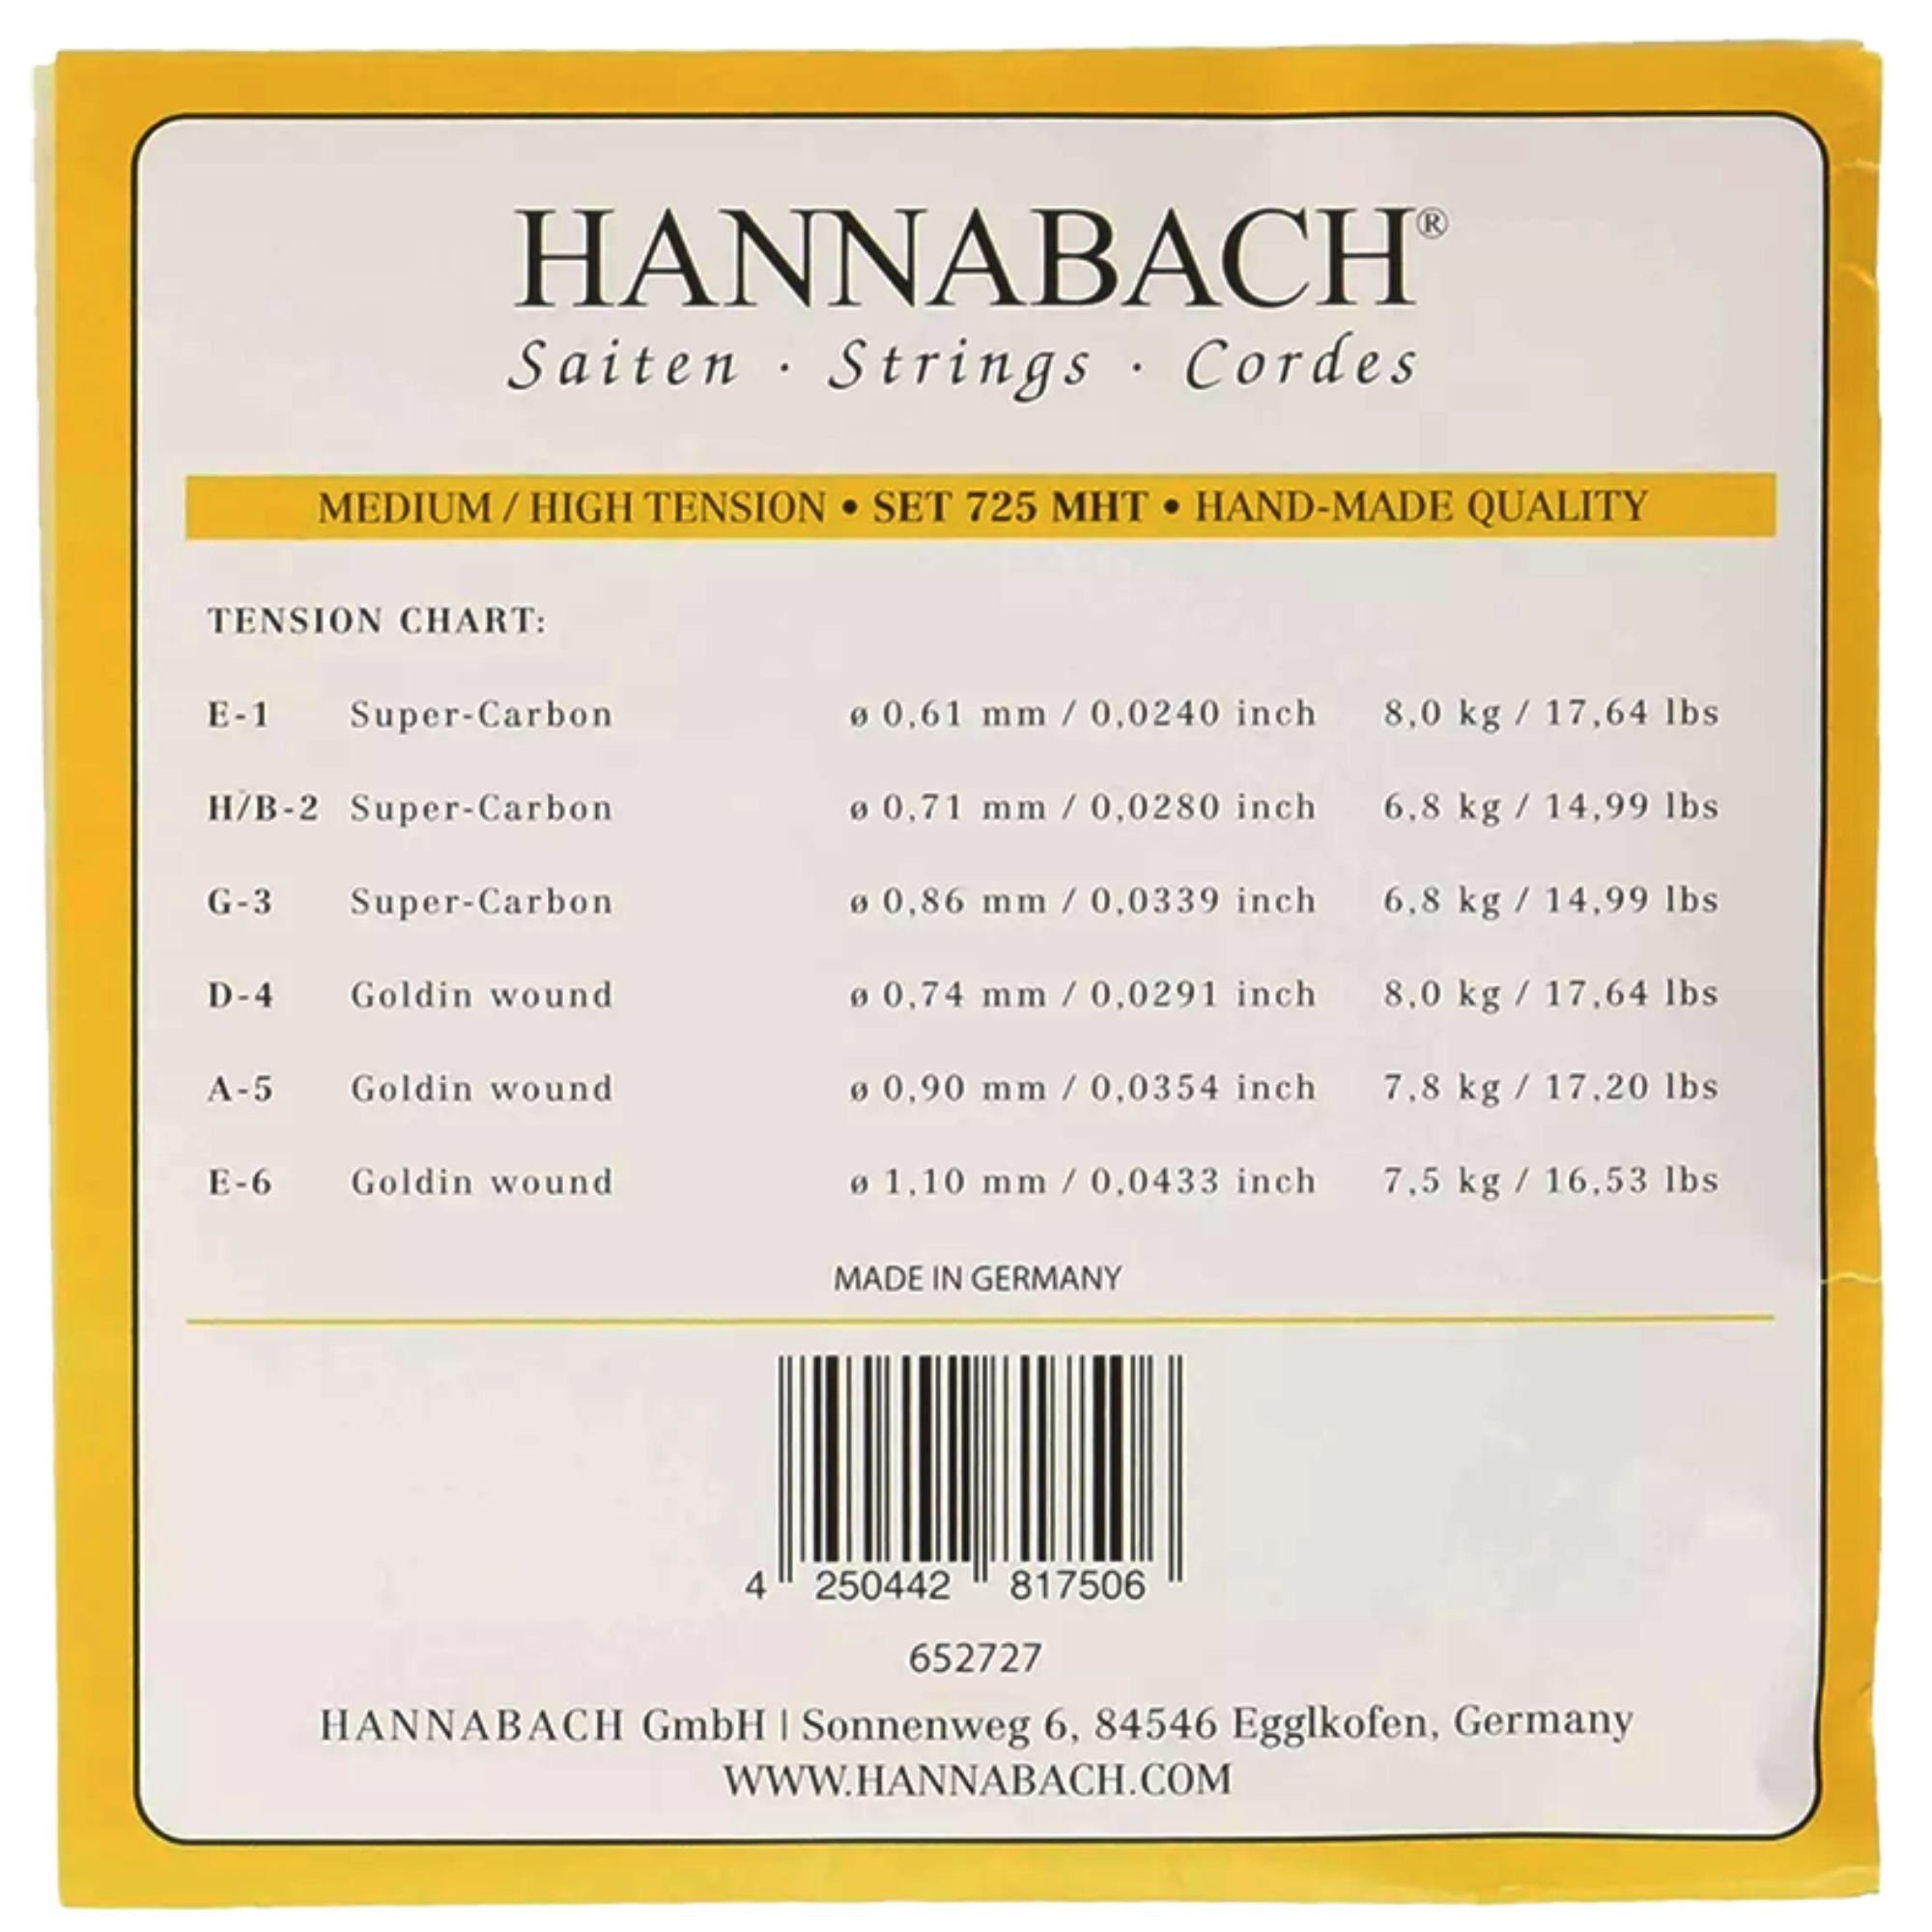 HANNABACH®
Saiten · Strings · Cordes
MEDIUM / HIGH TENSION • SET 725 MHT • HAND-MADE QUALITY
TENSION CHART:
E-1 Super-Carbon ø 0,61 mm / 0,0240 inch 8,0 kg / 17,64 lbs
H/B-2 Super-Carbon ø 0,71 mm / 0,0280 inch 6,8 kg / 14,99 lbs
G-3 Super-Carbon ø 0,86 mm / 0,0339 inch 6,8 kg / 14,99 lbs
D-4 Goldin wound ø 0,74 mm / 0,0291 inch 8,0 kg / 17,64 lbs
A-5 Goldin wound ø 0,90 mm / 0,0354 inch 7,8 kg / 17,20 lbs
E-6 Goldin wound ø 1,10 mm / 0,0433 inch 7,5 kg / 16,53 lbs
MADE IN GERMANY
4 250442 817506
652727
HANNABACH GmbH | Sonnenweg 6, 84546 Egglkofen, Germany
WWW.HANNABACH.COM